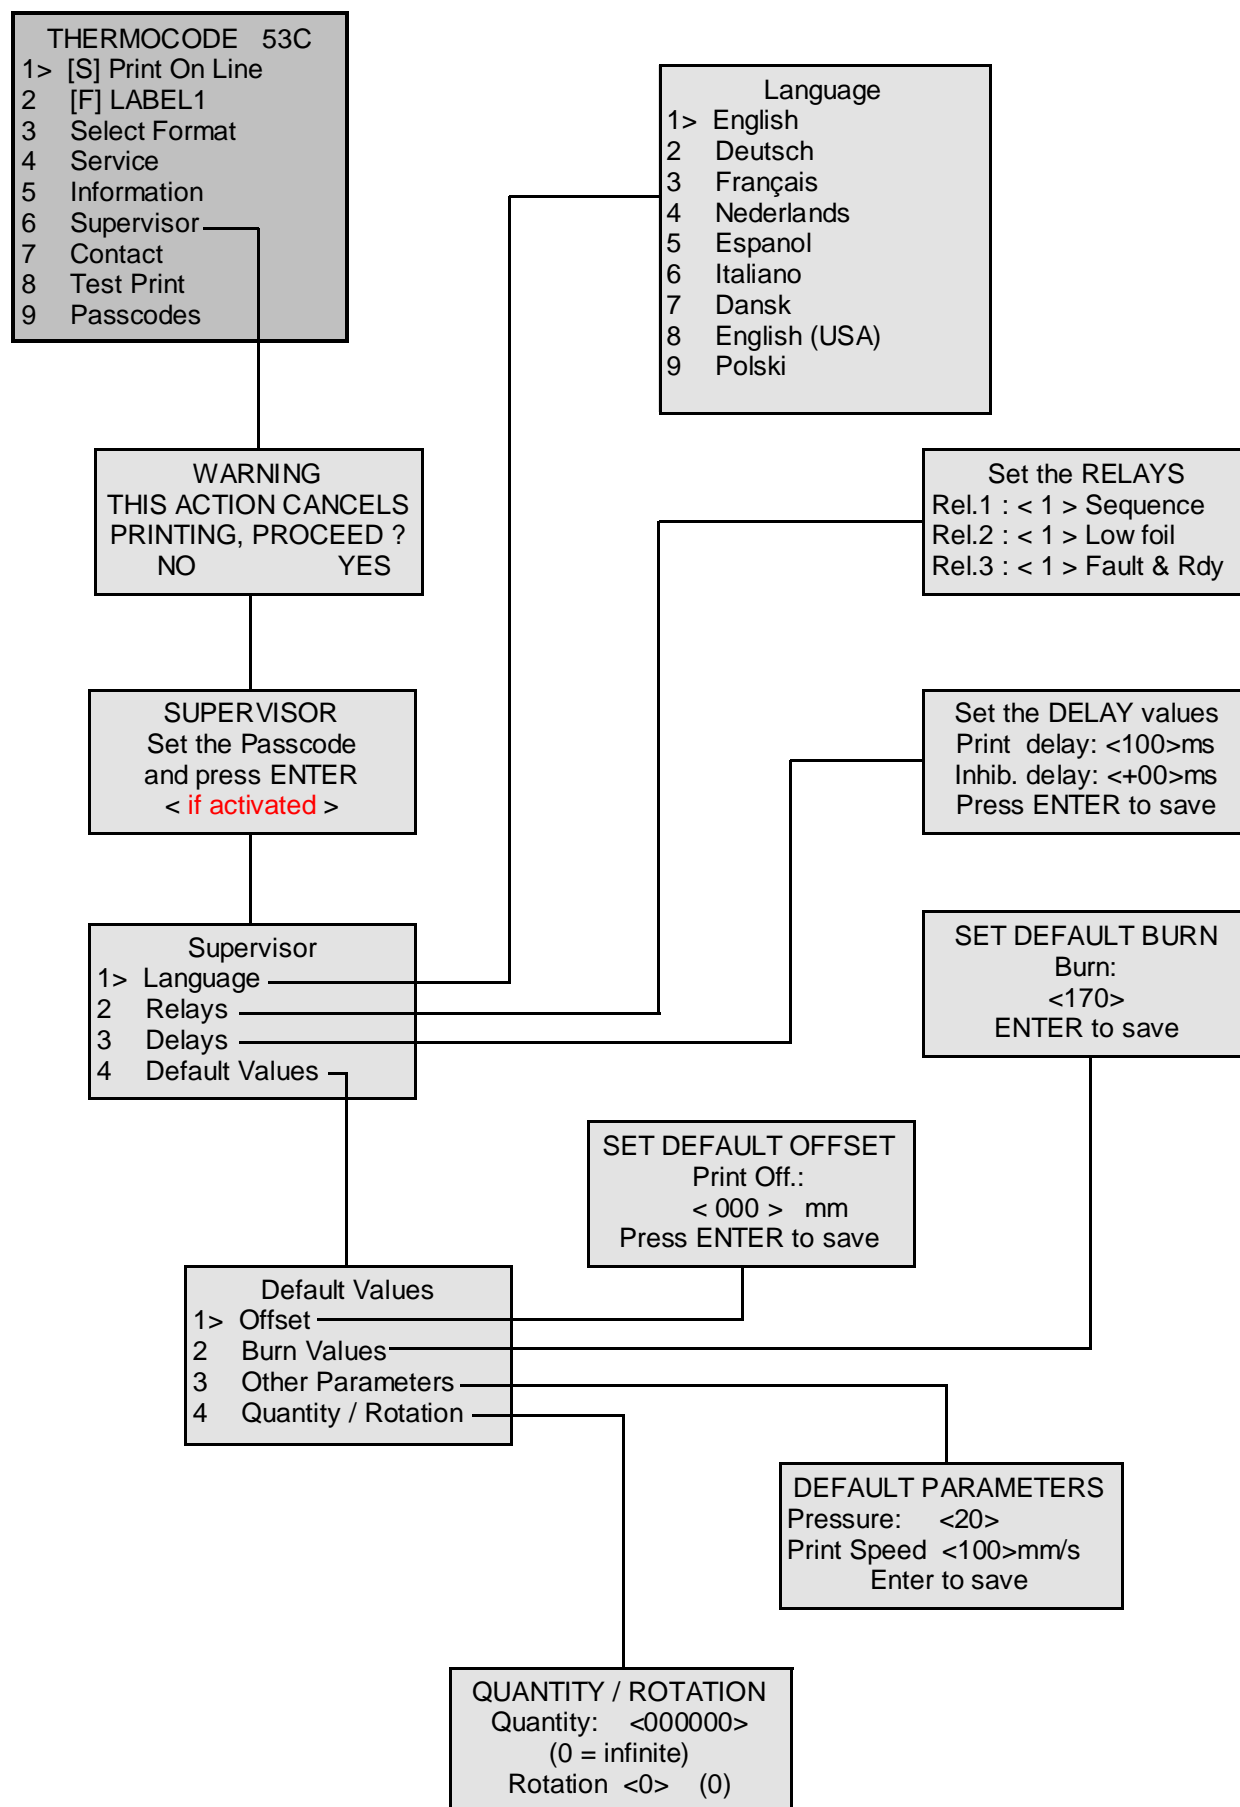 THERMOCODE 53C
1> [S] Print On Line
2 [F] LABEL1
3 Select Format
4 Service
5 Information
6 Supervisor
7 Contact
8 Test Print
9 Passcodes
Language
1> English
2 Deutsch
3 Français
4 Nederlands
5 Espanol
6 Italiano
7 Dansk
8 English (USA)
9 Polski
WARNING
THIS ACTION CANCELS
PRINTING, PROCEED ?
NO YES
Set the RELAYS
Rel.1 : < 1 > Sequence
Rel.2 : < 1 > Low foil
Rel.3 : < 1 > Fault & Rdy
SUPERVISOR
Set the Passcode
and press ENTER
< if activated >
Set the DELAY values
Print delay: <100>ms
Inhib. delay: <+00>ms
Press ENTER to save
Supervisor
1> Language
2 Relays
3 Delays
4 Default Values
SET DEFAULT BURN
Burn:
<170>
ENTER to save
SET DEFAULT OFFSET
Print Off.:
< 000 > mm
Press ENTER to save
Default Values
1> Offset
2 Burn Values
3 Other Parameters
4 Quantity / Rotation
DEFAULT PARAMETERS
Pressure: <20>
Print Speed <100>mm/s
Enter to save
QUANTITY / ROTATION
Quantity: <000000>
(0 = infinite)
Rotation <0> (0)